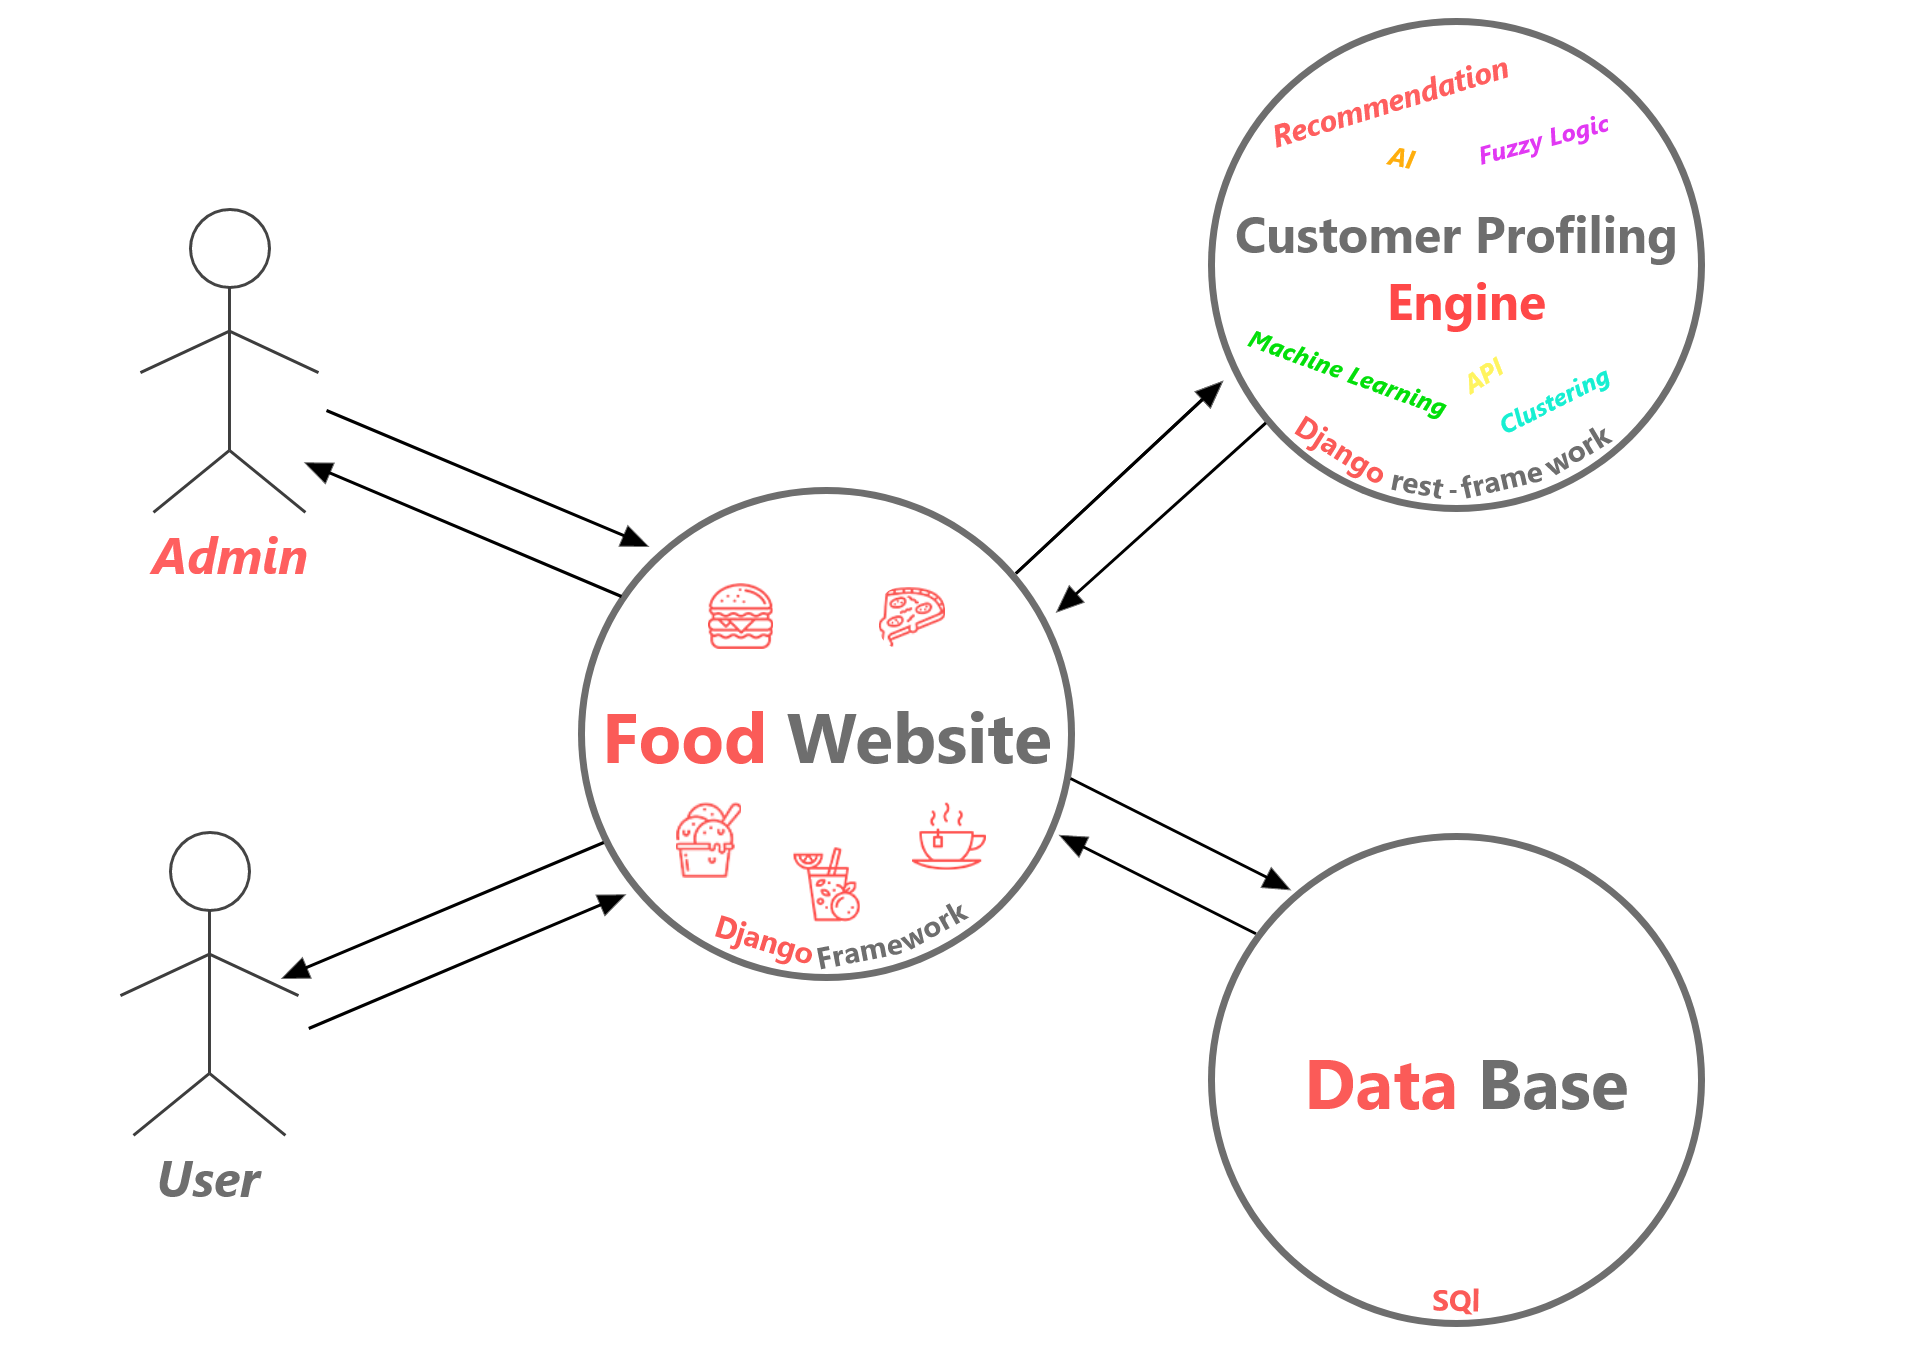 Recommendation
AI
Fuzzy Logic
Customer Profiling
Engine
Machine Learning
API
Clustering
Django rest - frame work
Admin
Food Website
Django Framework
User
Data Base
SQl